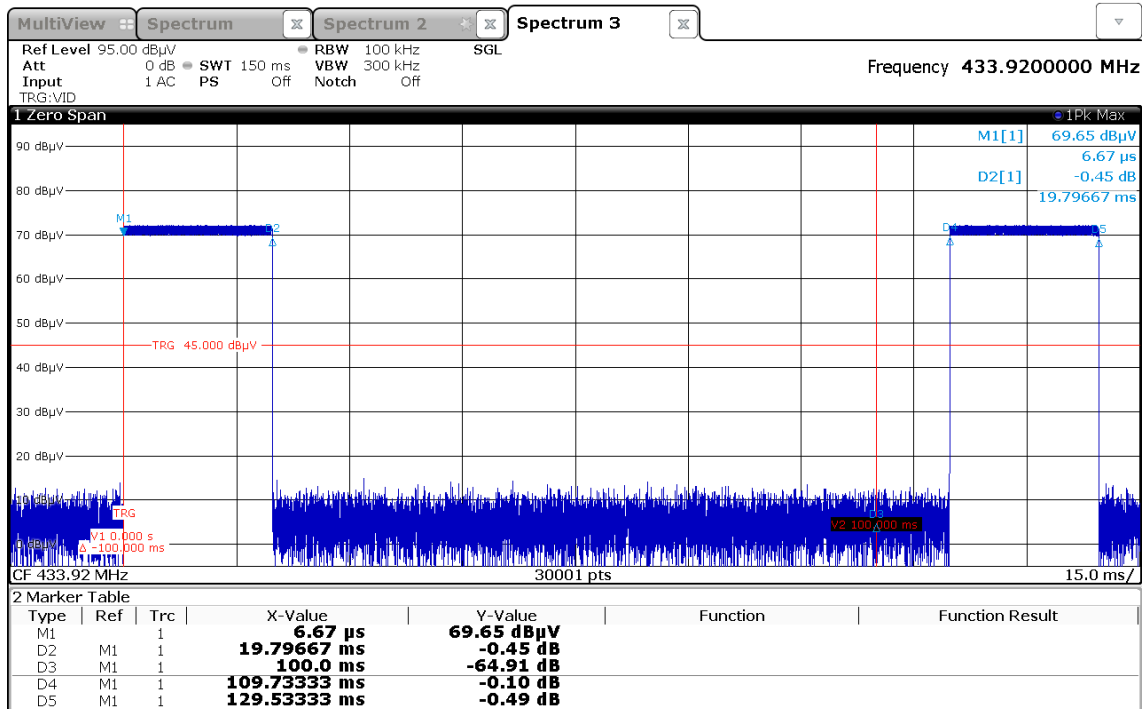 MultiView Spectrum Spectrum 2 Spectrum 3
Ref Level 95.00 dBµV RBW 100 kHz SGL
Att 0 dB SWT 150 ms VBW 300 kHz
Input 1 AC PS Off Notch Off
Frequency 433.9200000 MHz
TRG:VID
1 Zero Span 1Pk Max
M1[1] 69.65 dBµV
6.67 µs
D2[1] -0.45 dB
19.79667 ms
90 dBµV
80 dBµV
M1
D2
D4
D5
70 dBµV
60 dBµV
50 dBµV
TRG 45.000 dBµV
40 dBµV
30 dBµV
20 dBµV
10 dBµV
TRG
D3
V2 100.000 ms
V1 0.000 s
0 dBµV
-100.000 ms
CF 433.92 MHz 30001 pts 15.0 ms/
2 Marker Table
Type Ref Trc X-Value Y-Value Function Function Result
M1 1 6.67 µs 69.65 dBµV
D2 M1 1 19.79667 ms -0.45 dB
D3 M1 1 100.0 ms -64.91 dB
D4 M1 1 109.73333 ms -0.10 dB
D5 M1 1 129.53333 ms -0.49 dB